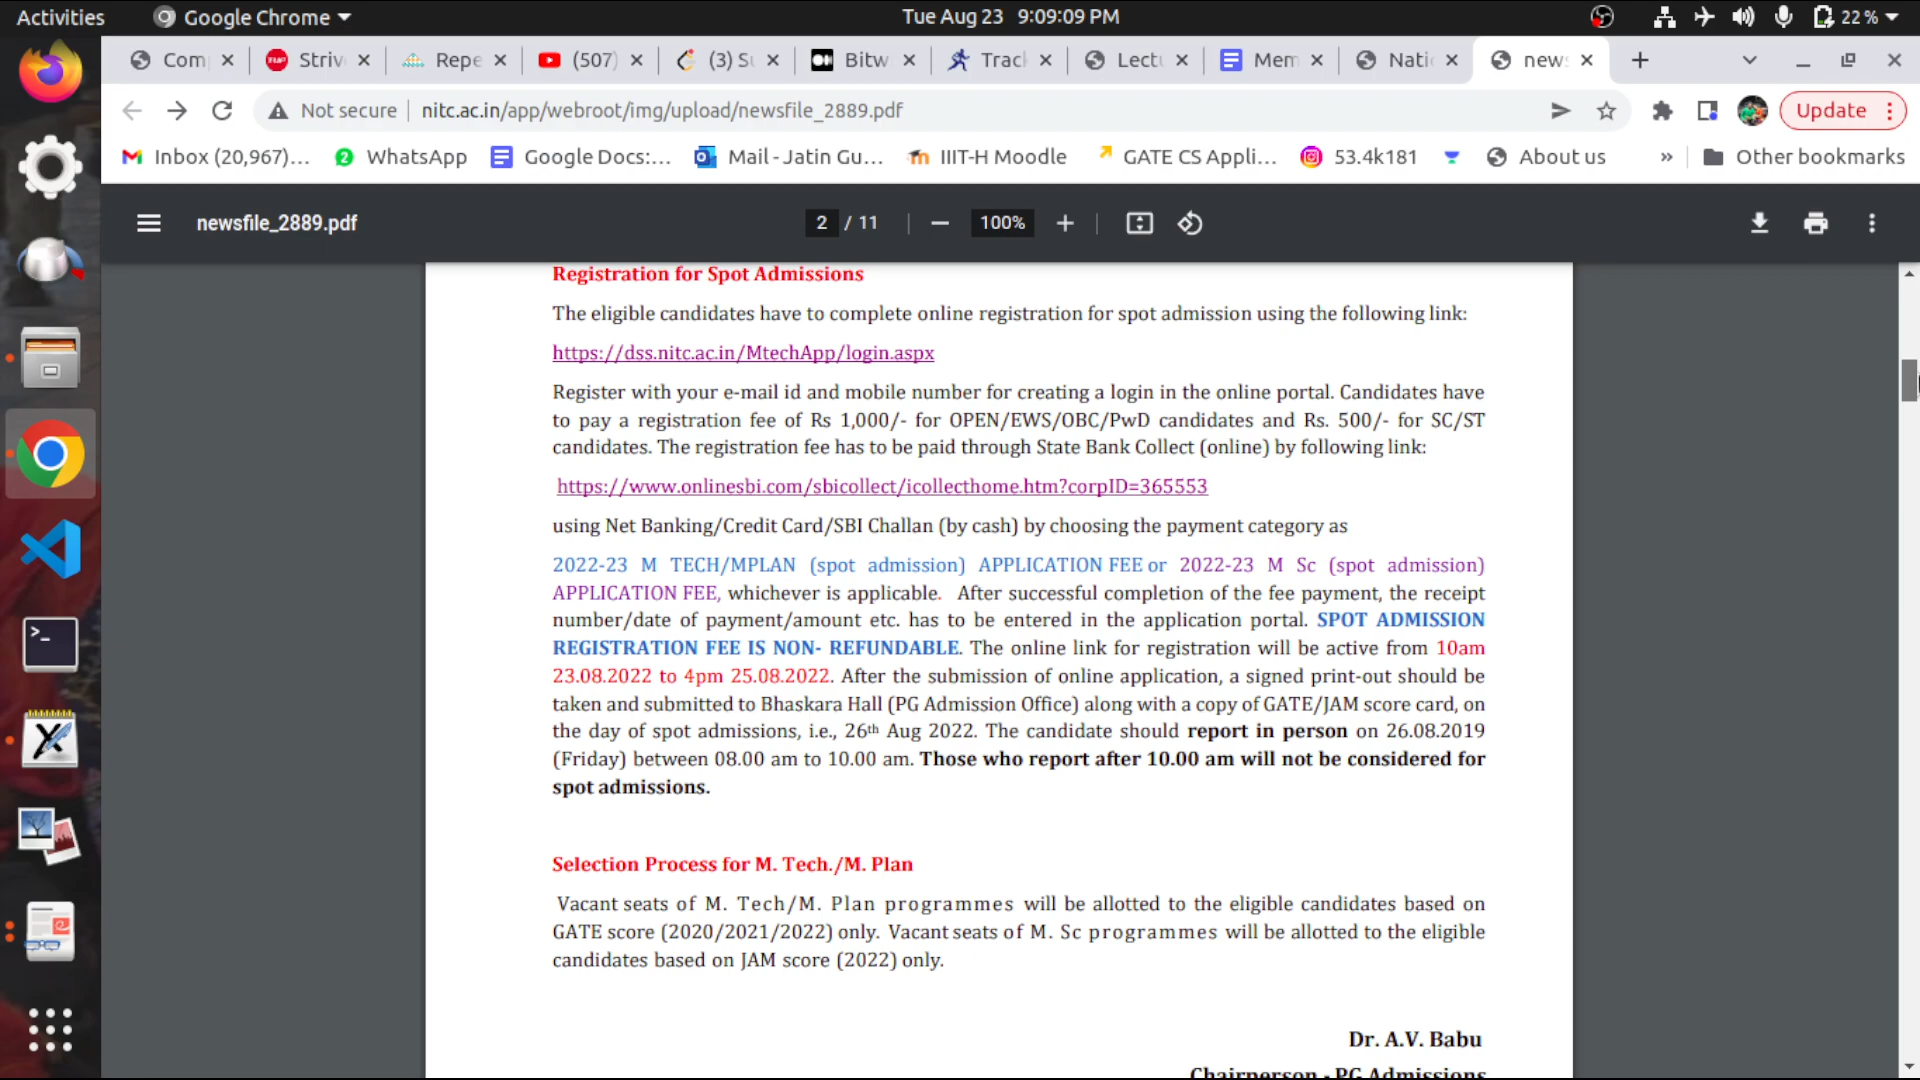 Activities Google Chrome Tue Aug 23 9:09:09 PM 22 %
Com Strive Repe (507) (3) Su Bitw Track Lectu Mem Natio news
Not secure nitc.ac.in/app/webroot/img/upload/newsfile_2889.pdf Update
Inbox (20,967)... 2 WhatsApp Google Docs:... Mail - Jatin Gu... IIIT-H Moodle GATE CS Appli... 53.4k181 About us » Other bookmarks
newsfile_2889.pdf 2 / 11 100%
Registration for Spot Admissions
The eligible candidates have to complete online registration for spot admission using the following link:
https://dss.nitc.ac.in/MtechApp/login.aspx
Register with your e-mail id and mobile number for creating a login in the online portal. Candidates have
to pay a registration fee of Rs 1,000/- for OPEN/EWS/OBC/PwD candidates and Rs. 500/- for SC/ST
candidates. The registration fee has to be paid through State Bank Collect (online) by following link:
https://www.onlinesbi.com/sbicollect/icollecthome.htm?corpID=365553
using Net Banking/Credit Card/SBI Challan (by cash) by choosing the payment category as
2022-23 M TECH/MPLAN (spot admission) APPLICATION FEE or 2022-23 M Sc (spot admission)
APPLICATION FEE, whichever is applicable. After successful completion of the fee payment, the receipt
number/date of payment/amount etc. has to be entered in the application portal. SPOT ADMISSION
REGISTRATION FEE IS NON- REFUNDABLE. The online link for registration will be active from 10am
23.08.2022 to 4pm 25.08.2022. After the submission of online application, a signed print-out should be
taken and submitted to Bhaskara Hall (PG Admission Office) along with a copy of GATE/JAM score card, on
the day of spot admissions, i.e., 26th Aug 2022. The candidate should report in person on 26.08.2019
(Friday) between 08.00 am to 10.00 am. Those who report after 10.00 am will not be considered for
spot admissions.
Selection Process for M. Tech./M. Plan
Vacant seats of M. Tech/M. Plan programmes will be allotted to the eligible candidates based on
GATE score (2020/2021/2022) only. Vacant seats of M. Sc programmes will be allotted to the eligible
candidates based on JAM score (2022) only.
Dr. A.V. Babu
Chairperson - PG Admissions